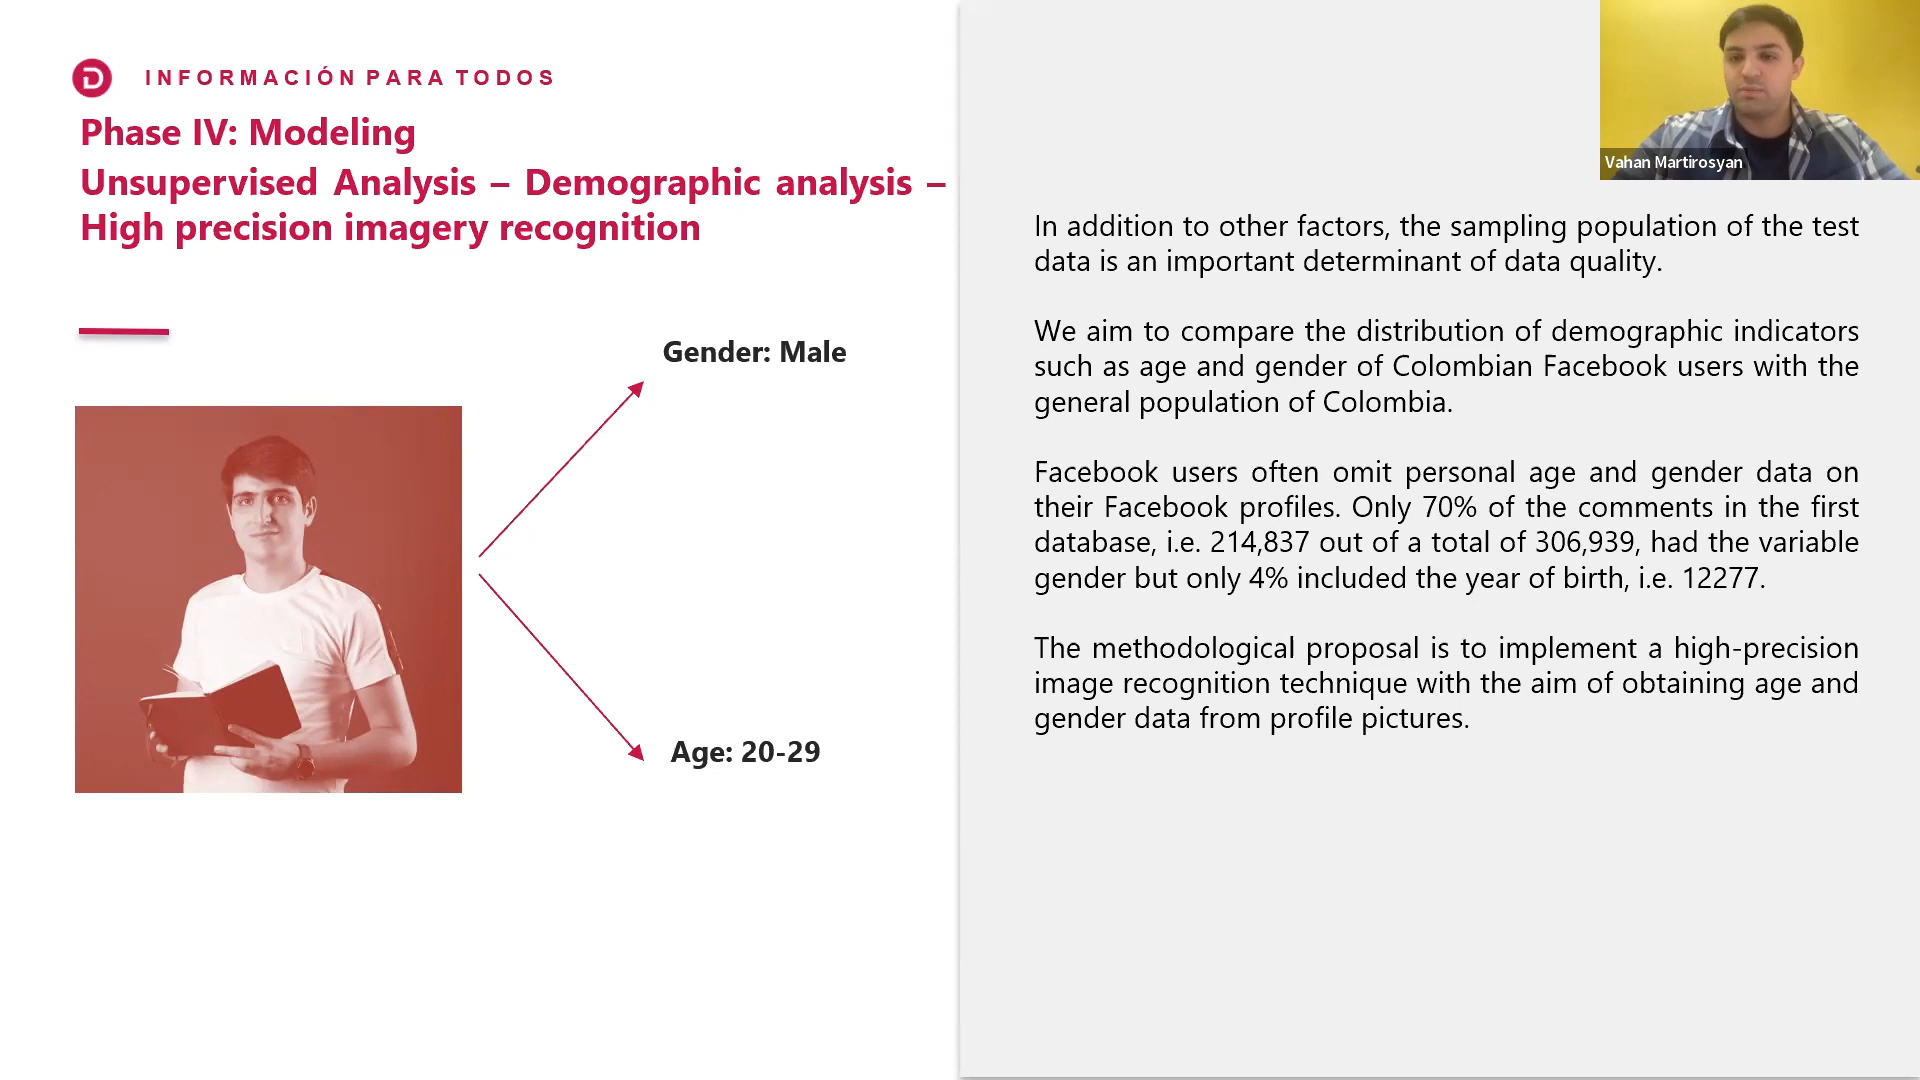 INFORMACIÓN PARA TODOS
Phase IV: Modeling
Unsupervised Analysis – Demographic analysis –
High precision imagery recognition
Gender: Male
Age: 20-29
Vahan Martirosyan
In addition to other factors, the sampling population of the test
data is an important determinant of data quality.
We aim to compare the distribution of demographic indicators
such as age and gender of Colombian Facebook users with the
general population of Colombia.
Facebook users often omit personal age and gender data on
their Facebook profiles. Only 70% of the comments in the first
database, i.e. 214,837 out of a total of 306,939, had the variable
gender but only 4% included the year of birth, i.e. 12277.
The methodological proposal is to implement a high-precision
image recognition technique with the aim of obtaining age and
gender data from profile pictures.